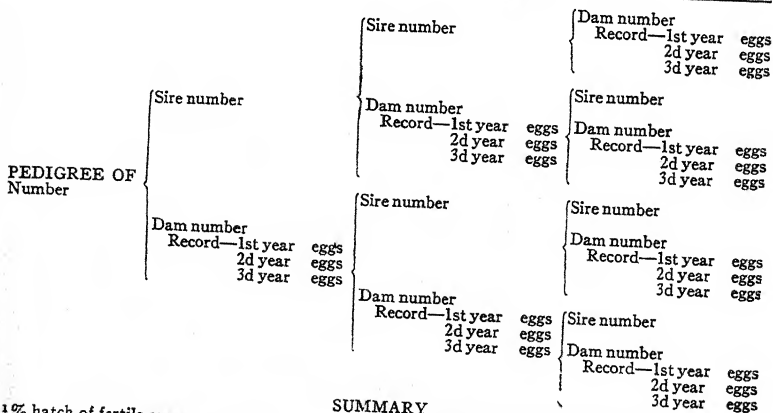 Dam number
Record—1st year eggs
2d year eggs
3d year eggs
Sire number
Dam number
Record—1st year eggs
2d year eggs
3d year eggs
Sire number
Dam number
Record—1st year eggs
2d year eggs
3d year eggs
Sire number
PEDIGREE OF
Number
Dam number
Record—1st year eggs
2d year eggs
3d year eggs
Sire number
Dam number
Record—1st year eggs
2d year eggs
3d year eggs
Sire number
Dam number
Record—1st year eggs
2d year eggs
3d year eggs
Sire number
Dam number
Record—1st year eggs
2d year eggs
3d year eggs
1% hatch of fertile
SUMMARY